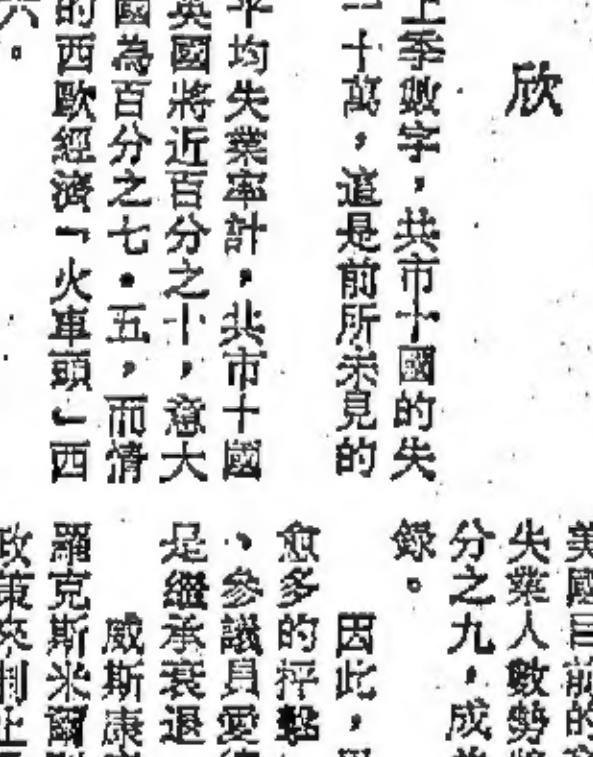 欣
上季數字，共市十國的失
二十萬，這是前所未見的
平均失業率計，共市十國
英國將近百分之十，意大
國為百分之七．五，而情
的西歐經濟「火車頭」西
六。
美國目前的
失業人數勢將
分之九，成為
錄。
因此，
愈多的抨擊
、參議員愛德
是繼承衰退
威斯康
羅克斯米爾
政策來制止